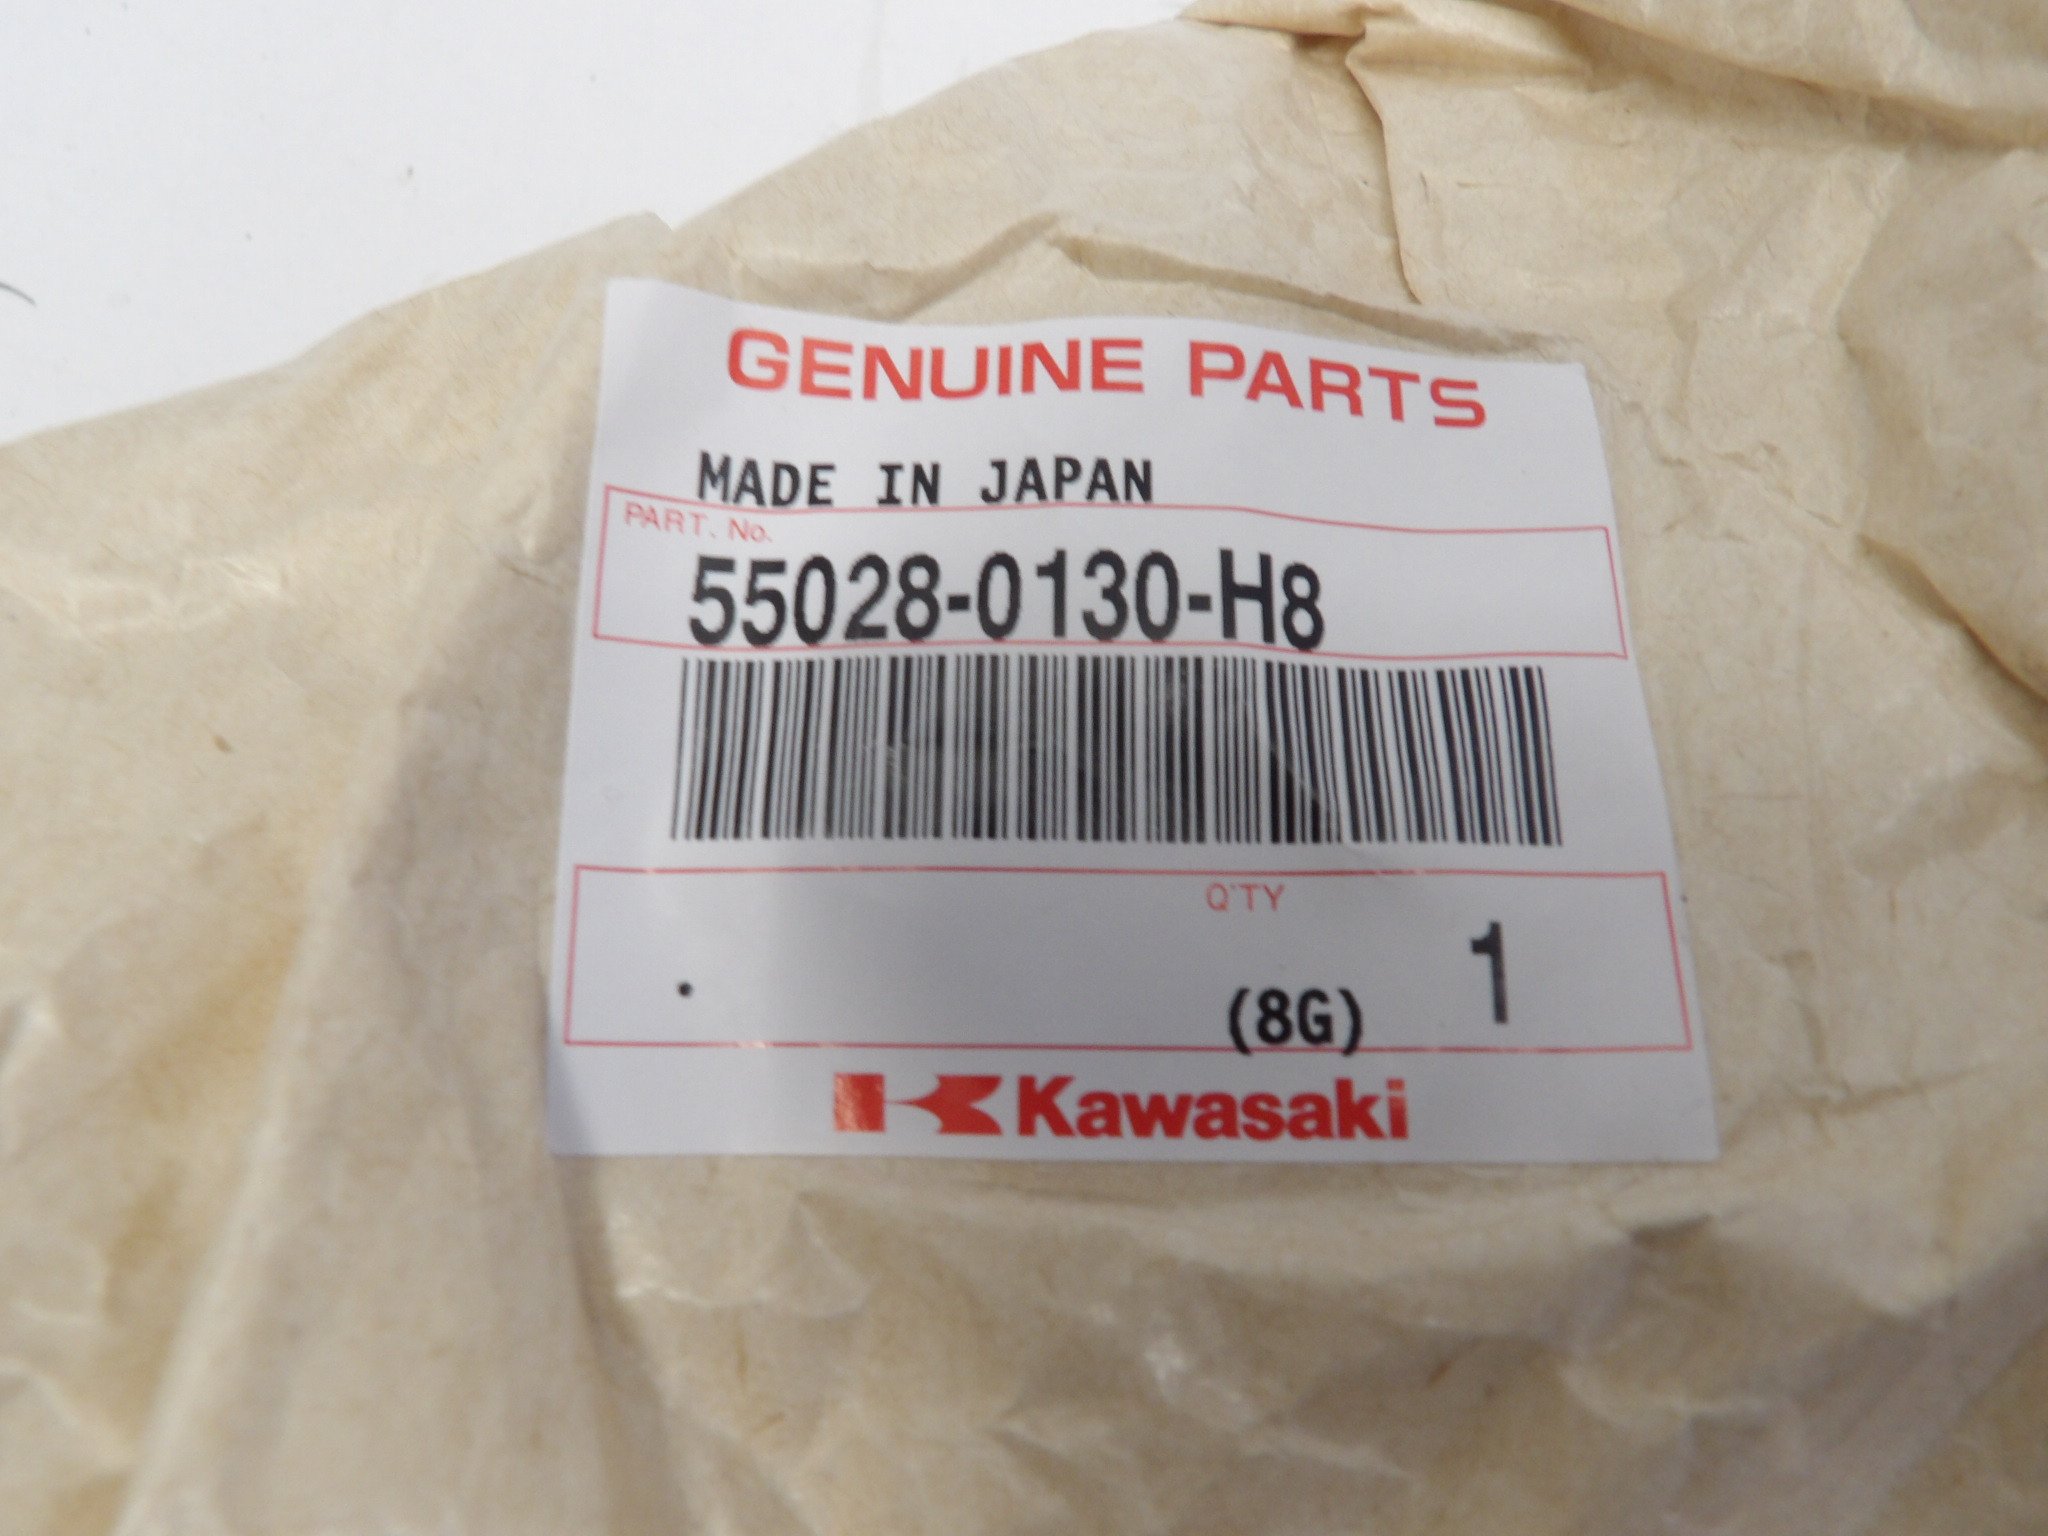 GENUINE PARTS
MADE IN JAPAN
PART. No.
55028-0130-H8
Q'TY
. (8G) 1
Kawasaki